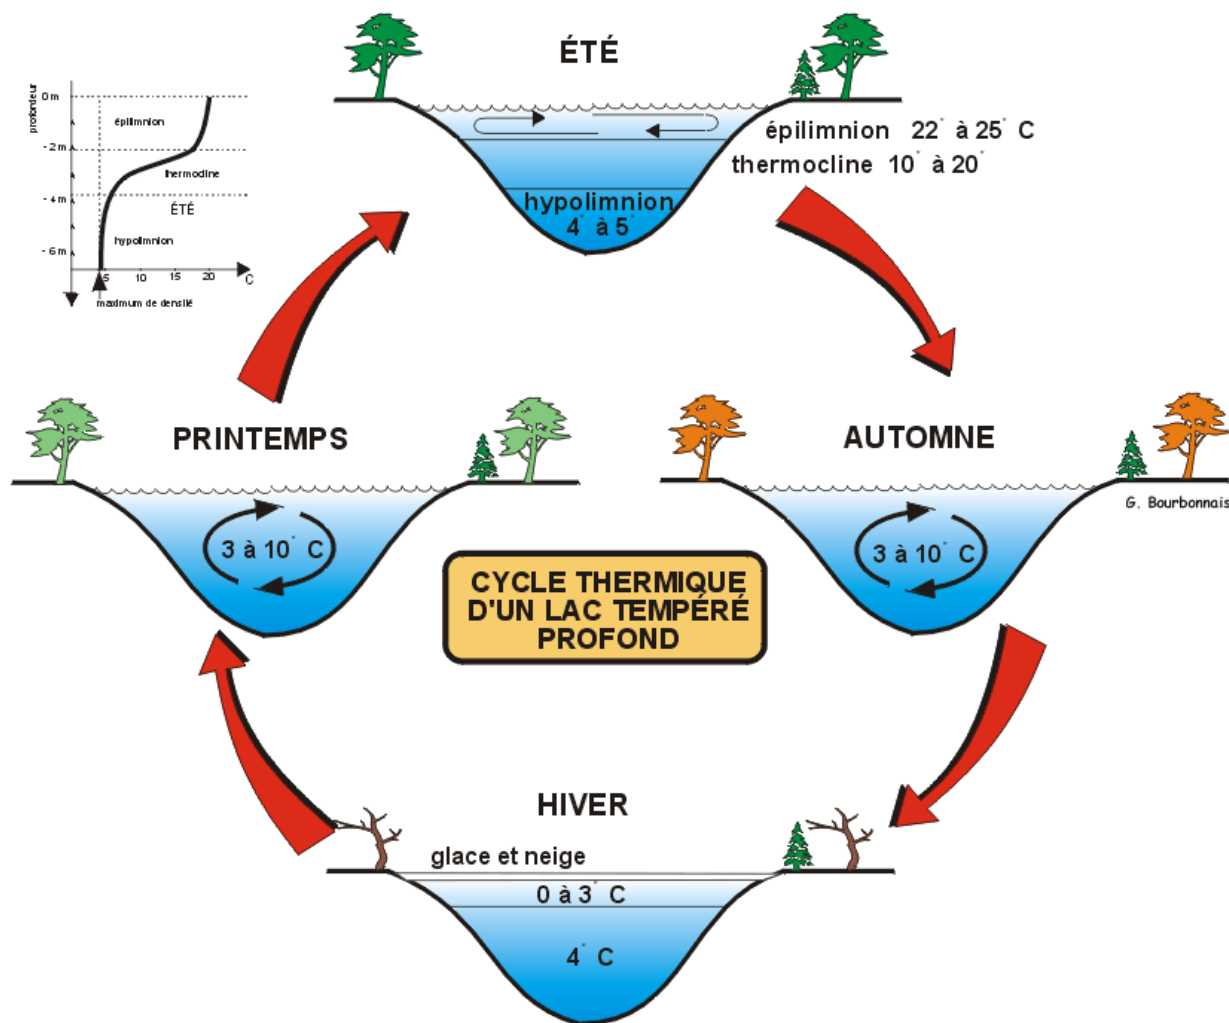 ÉTÉ
profondeur
0 m
- 2 m
- 4 m
- 6 m
épilimnion
thermocline
ÉTÉ
hypolimnion
5
10
15
20
C
maximum de densité
épilimnion 22° à 25° C
thermocline 10° à 20°
hypolimnion
4° à 5°
PRINTEMPS
3 à 10° C
AUTOMNE
3 à 10° C
G. Bourbonnais
CYCLE THERMIQUE
D'UN LAC TEMPÉRÉ
PROFOND
HIVER
glace et neige
0 à 3° C
4° C